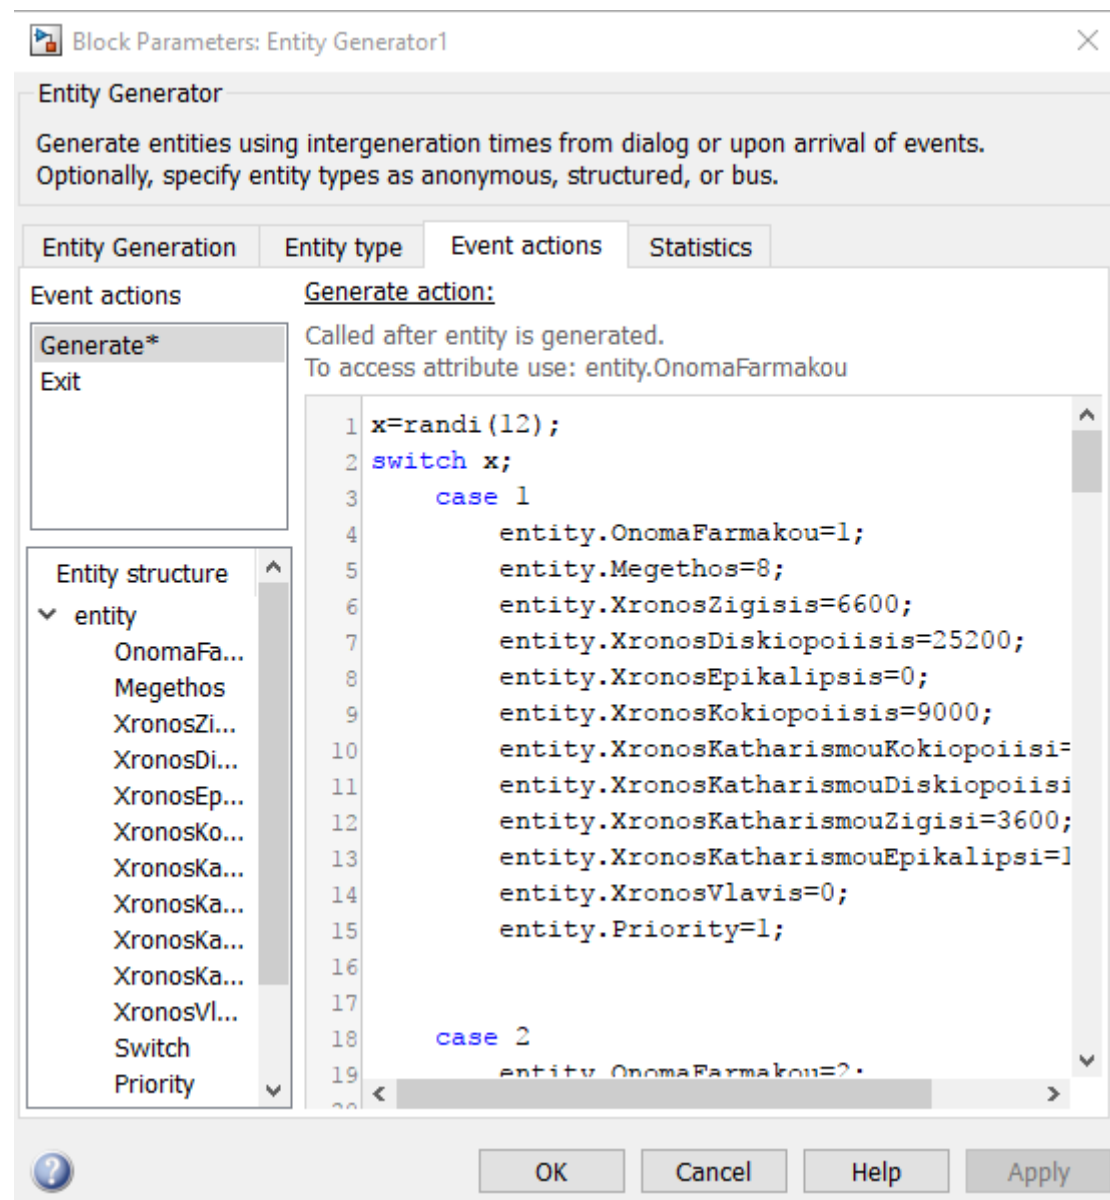 Block Parameters: Entity Generator1
Entity Generator
Generate entities using intergeneration times from dialog or upon arrival of events.
Optionally, specify entity types as anonymous, structured, or bus.
Entity Generation
Entity type
Event actions
Statistics
Event actions
Generate*
Exit
Entity structure
entity
OnomaFa...
Megethos
XronosZi...
XronosDi...
XronosEp...
XronosKo...
XronosKa...
XronosKa...
XronosKa...
XronosKa...
XronosVl...
Switch
Priority
Generate action:
Called after entity is generated.
To access attribute use: entity.OnomaFarmakou
1 x=randi(12);
2 switch x;
3 case 1
4 entity.OnomaFarmakou=1;
5 entity.Megethos=8;
6 entity.XronosZigisis=6600;
7 entity.XronosDiskiopoiisis=25200;
8 entity.XronosEpikalipsis=0;
9 entity.XronosKokiopoiisis=9000;
10 entity.XronosKatharismouKokiopoiisi=
11 entity.XronosKatharismouDiskiopoiisi
12 entity.XronosKatharismouZigisi=3600;
13 entity.XronosKatharismouEpikalipsi=1
14 entity.XronosVlavis=0;
15 entity.Priority=1;
16
17
18 case 2
19 entity.OnomaFarmakou=2;
20
OK
Cancel
Help
Apply